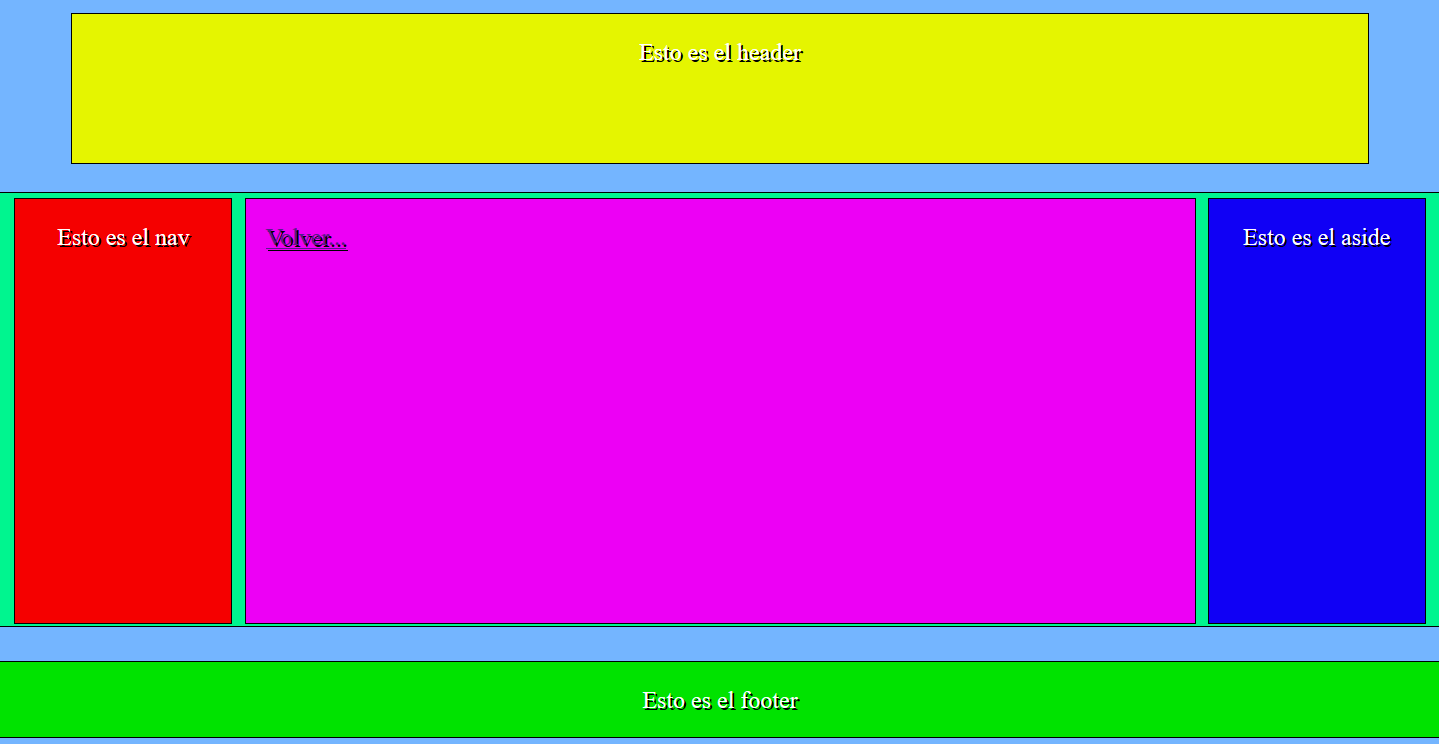 Esto es el header
Esto es el nav
Volver...
Esto es el aside
Esto es el footer